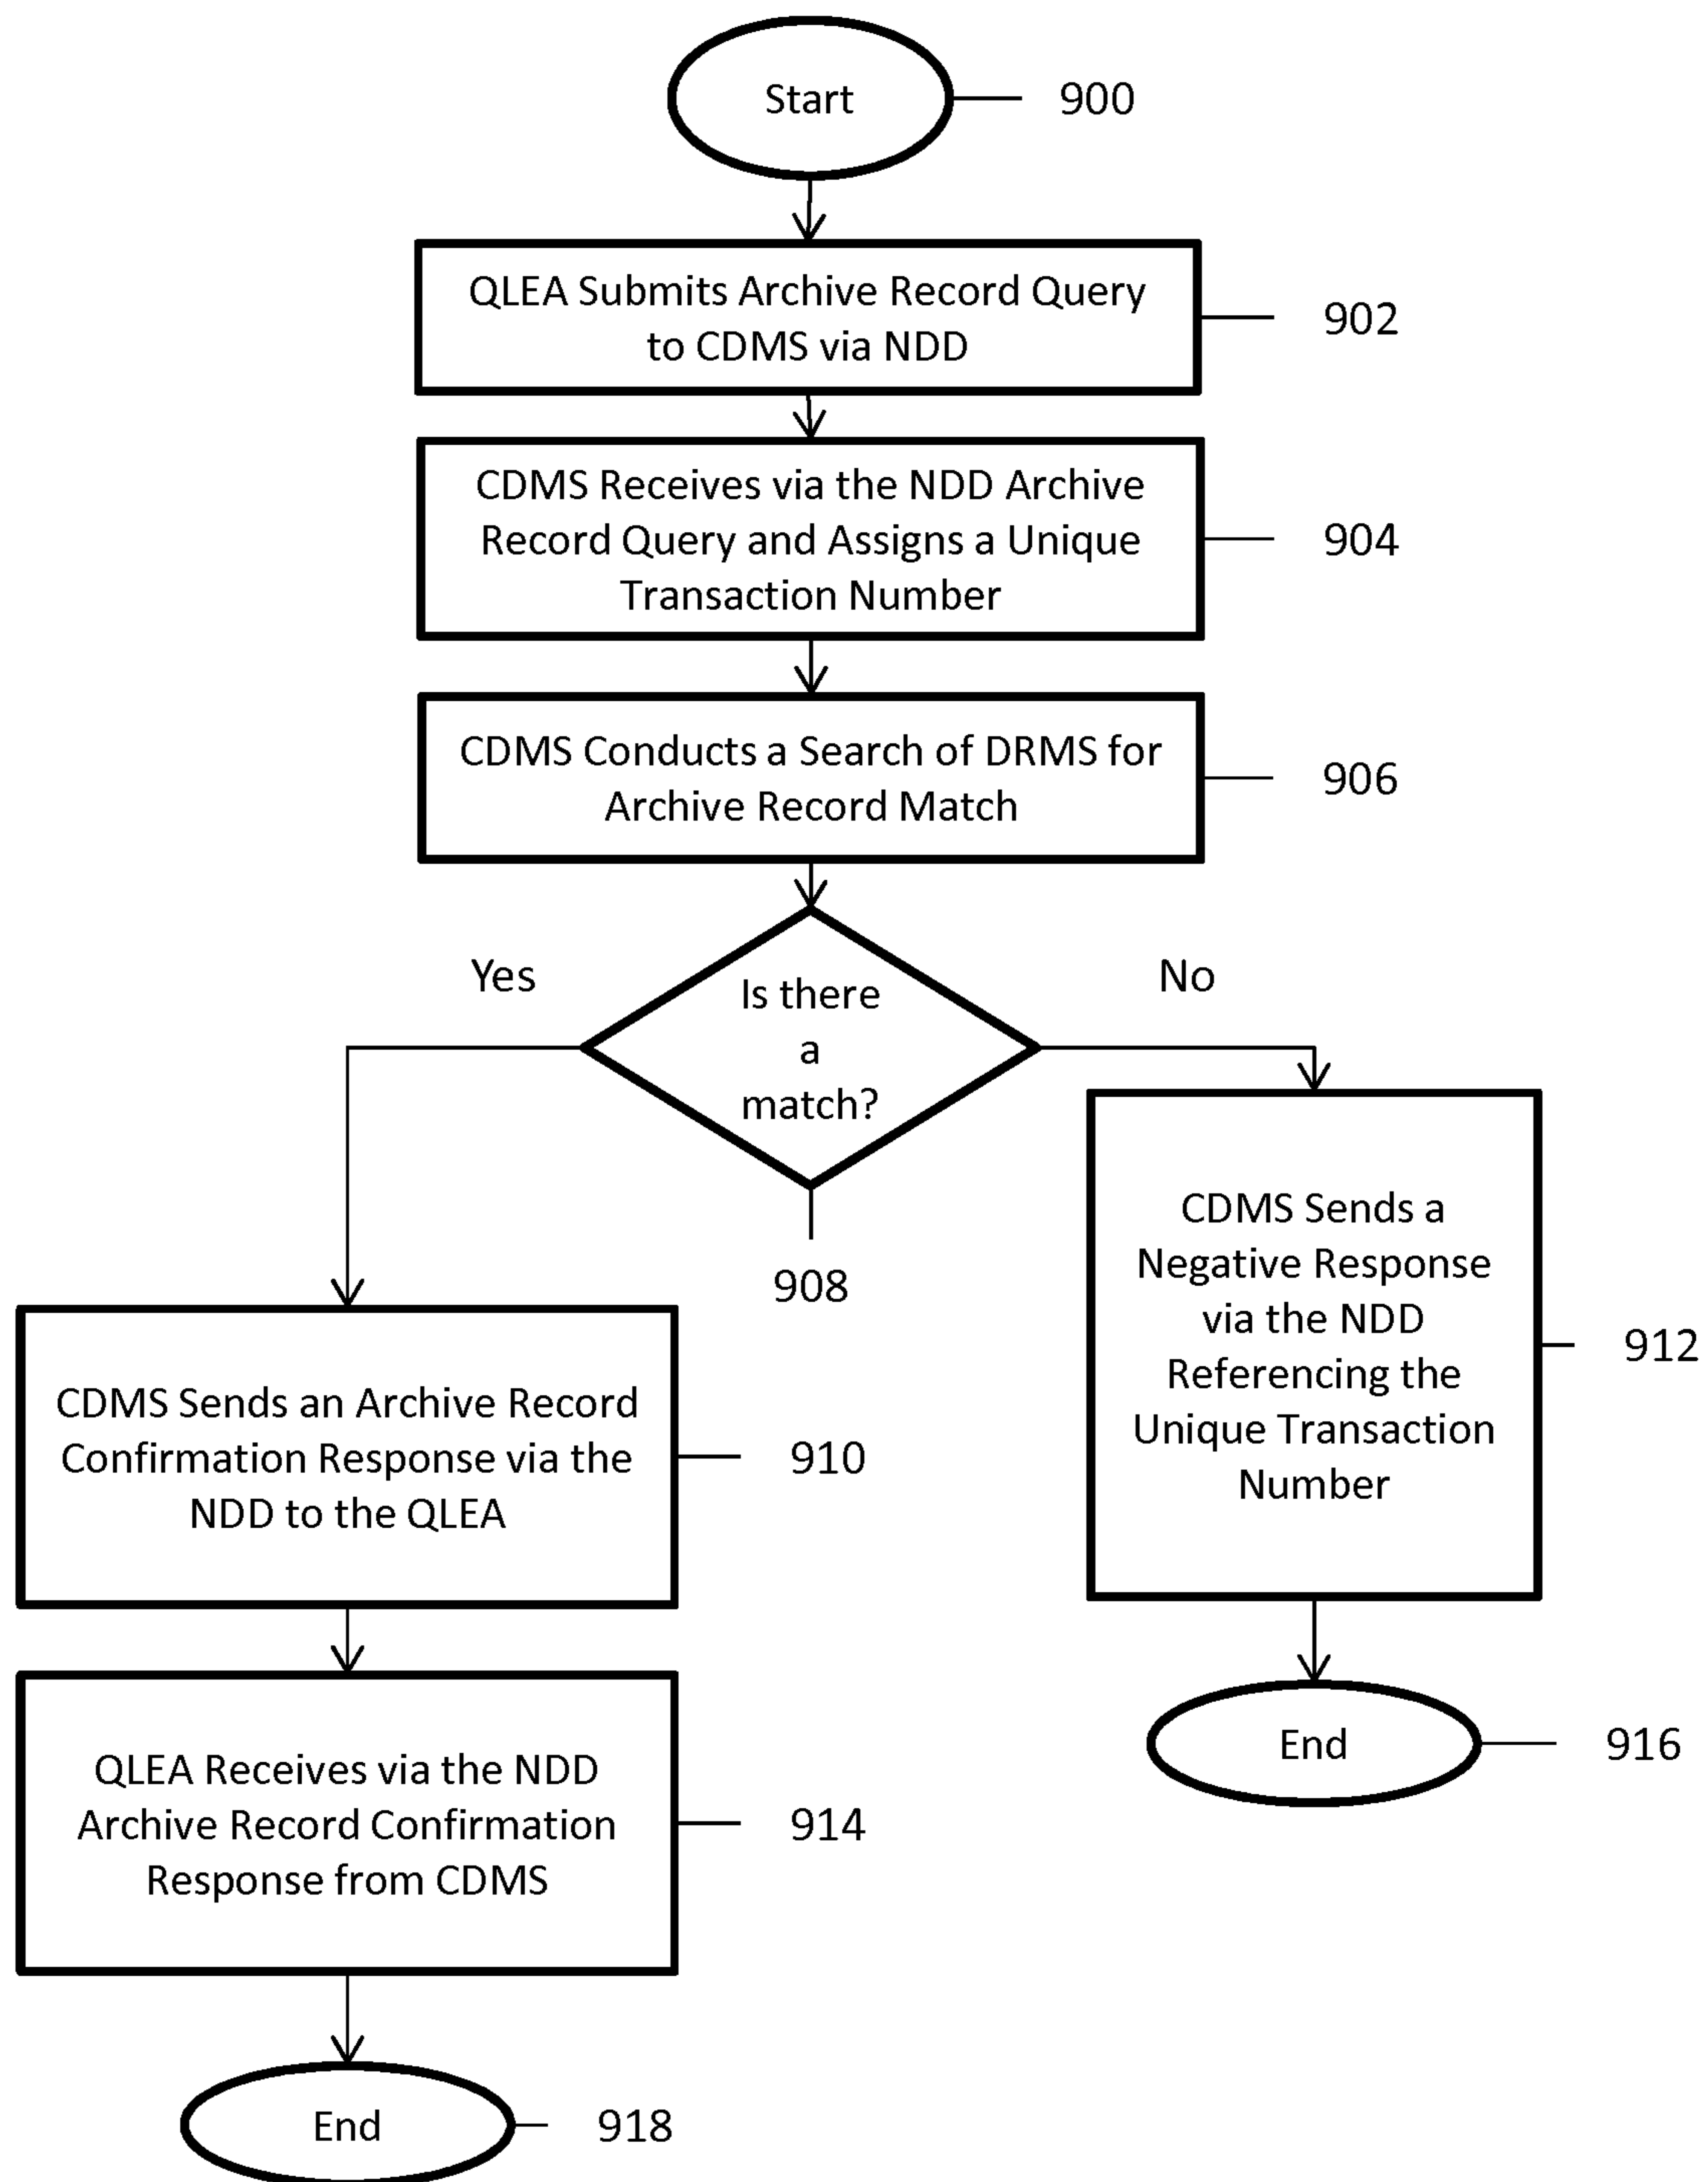 Start
900
QLEA Submits Archive Record Query
to CDMS via NDD
902
CDMS Receives via the NDD Archive
Record Query and Assigns a Unique
Transaction Number
904
CDMS Conducts a Search of DRMS for
Archive Record Match
906
Yes
No
Is there
a
match?
908
CDMS Sends an Archive Record
Confirmation Response via the
NDD to the QLEA
910
CDMS Sends a
Negative Response
via the NDD
Referencing the
Unique Transaction
Number
912
QLEA Receives via the NDD
Archive Record Confirmation
Response from CDMS
914
End
916
End
918